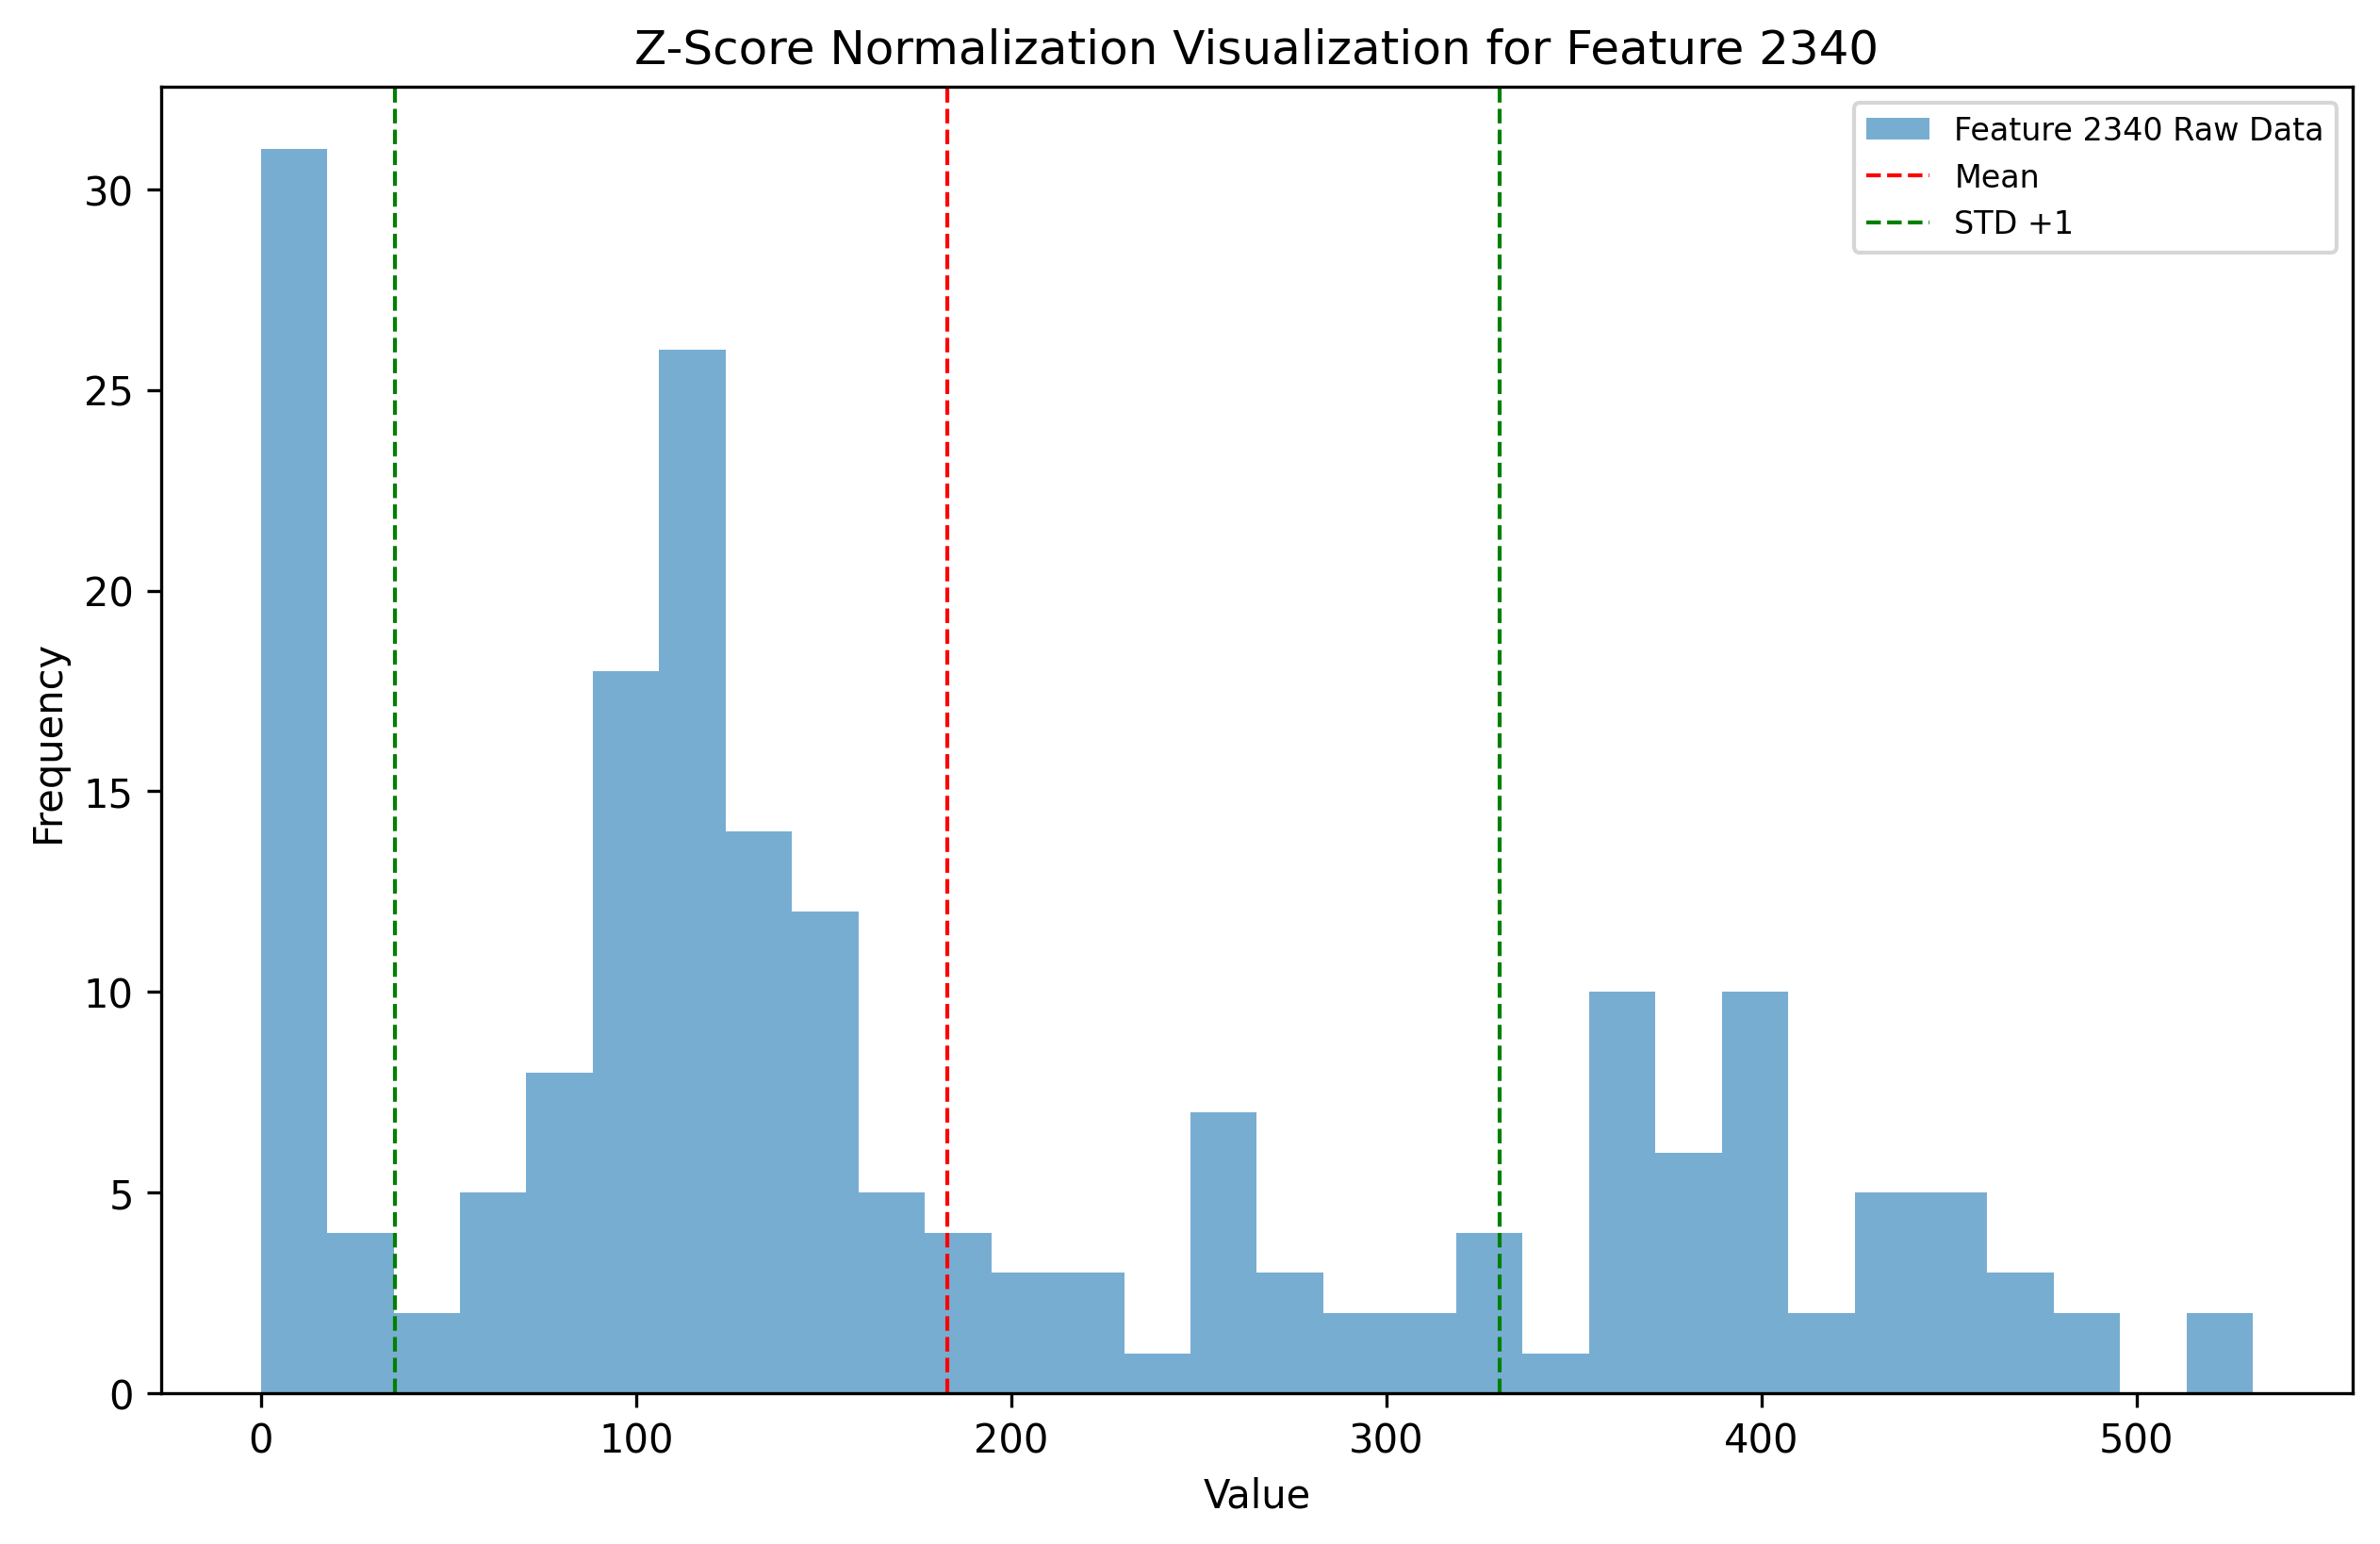 Z-Score Normalization Visualization for Feature 2340
Feature 2340 Raw Data
Mean
STD +1
30
25
20
15
10
5
0
Frequency
0 100 200 300 400 500
Value